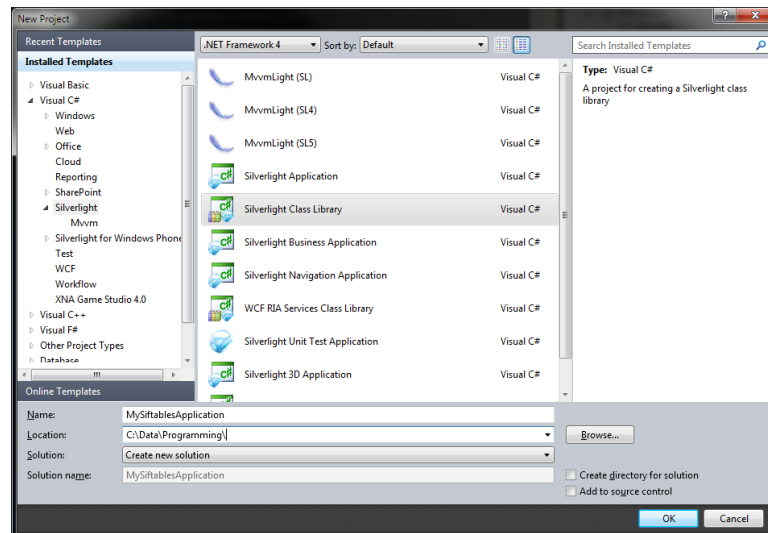 New Project
Recent Templates
.NET Framework 4
Sort by: Default
Search Installed Templates
Installed Templates
Visual Basic
Visual C#
Windows
Web
Office
Cloud
Reporting
SharePoint
Silverlight
Mvvm
Silverlight for Windows Phone
Test
WCF
Workflow
XNA Game Studio 4.0
Visual C++
Visual F#
Other Project Types
Database
Online Templates
MvvmLight (SL) Visual C#
MvvmLight (SL4) Visual C#
MvvmLight (SL5) Visual C#
Silverlight Application Visual C#
Silverlight Class Library Visual C#
Silverlight Business Application Visual C#
Silverlight Navigation Application Visual C#
WCF RIA Services Class Library Visual C#
Silverlight Unit Test Application Visual C#
Silverlight 3D Application Visual C#
Type: Visual C#
A project for creating a Silverlight class
library
Name: MySiftablesApplication
Location: C:\Data\Programming\
Browse...
Solution: Create new solution
Solution name: MySiftablesApplication
Create directory for solution
Add to source control
OK Cancel